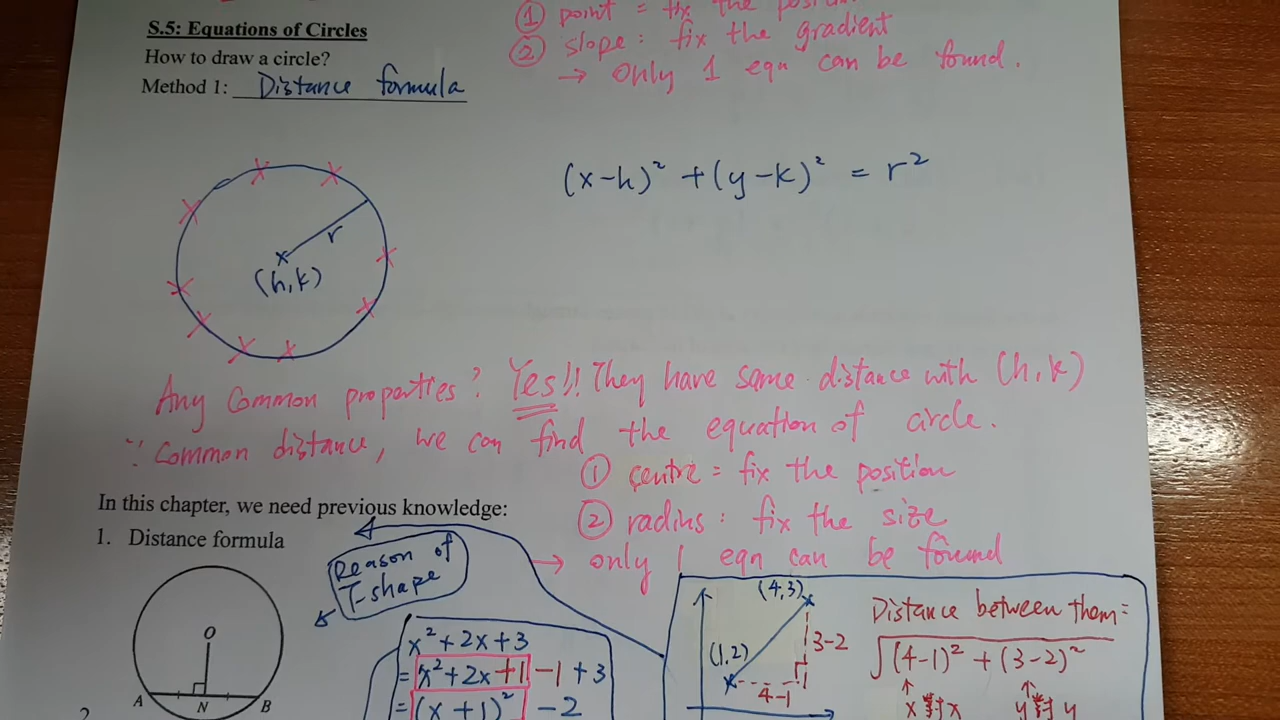 ① point = fix the position
S.5: Equations of Circles
② slope: fix the gradient
How to draw a circle?
→ only 1 eqn can be found.
Method 1: Distance formula
(x-h)² + (y-k)² = r²
r
(h,k)
Any common properties? Yes!! They have same distance with (h,k)
∵ common distance, we can find the equation of circle.
① centre = fix the position
In this chapter, we need previous knowledge:
② radius: fix the size
1. Distance formula
→ only 1 eqn can be found
Reason of
T-shape
O
A
N
B
2
x²+2x+3
= x²+2x+1 -1 +3
= (x+1)² -2
(4,3)
(1,2)
3-2
4-1
Distance between them =
√(4-1)² + (3-2)²
↑ ↑
x 對 x y 對 y